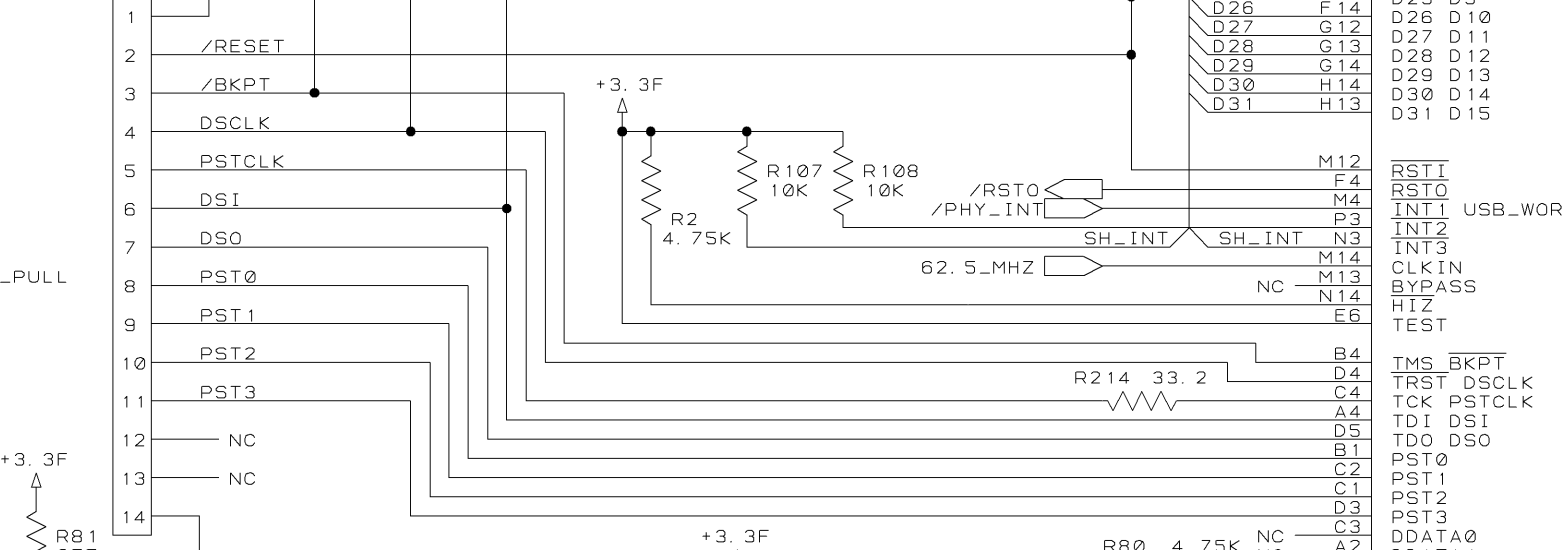 1
2 /RESET
3 /BKPT
4 DSCLK
5 PSTCLK
6 DSI
7 DSO
8 PST0
9 PST1
10 PST2
11 PST3
12 NC
13 NC
14
_PULL
+3.3F
R81
+3.3F
R2
4.75K
R107
10K
R108
10K
/RSTO
/PHY_INT
SH_INT SH_INT
62.5_MHZ
NC
R214 33.2
+3.3F
R80 4.75K
NC
D26 F14
D26 D10
D27 G12
D27 D11
D28 G13
D28 D12
D29 G14
D29 D13
D30 H14
D30 D14
D31 H13
D31 D15
M12 RSTI
F4 RSTO
M4 INT1 USB_WOR
P3 INT2
N3 INT3
M14 CLKIN
M13 BYPASS
N14 HIZ
E6 TEST
B4 TMS BKPT
D4 TRST DSCLK
C4 TCK PSTCLK
A4 TDI DSI
D5 TDO DSO
B1 PST0
C2 PST1
C1 PST2
D3 PST3
C3 DDATA0
A2